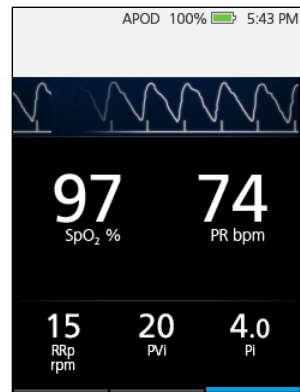 APOD 100% 5:43 PM
97 74
SpO₂ % PR bpm
15 20 4.0
RRp PVi Pi
rpm